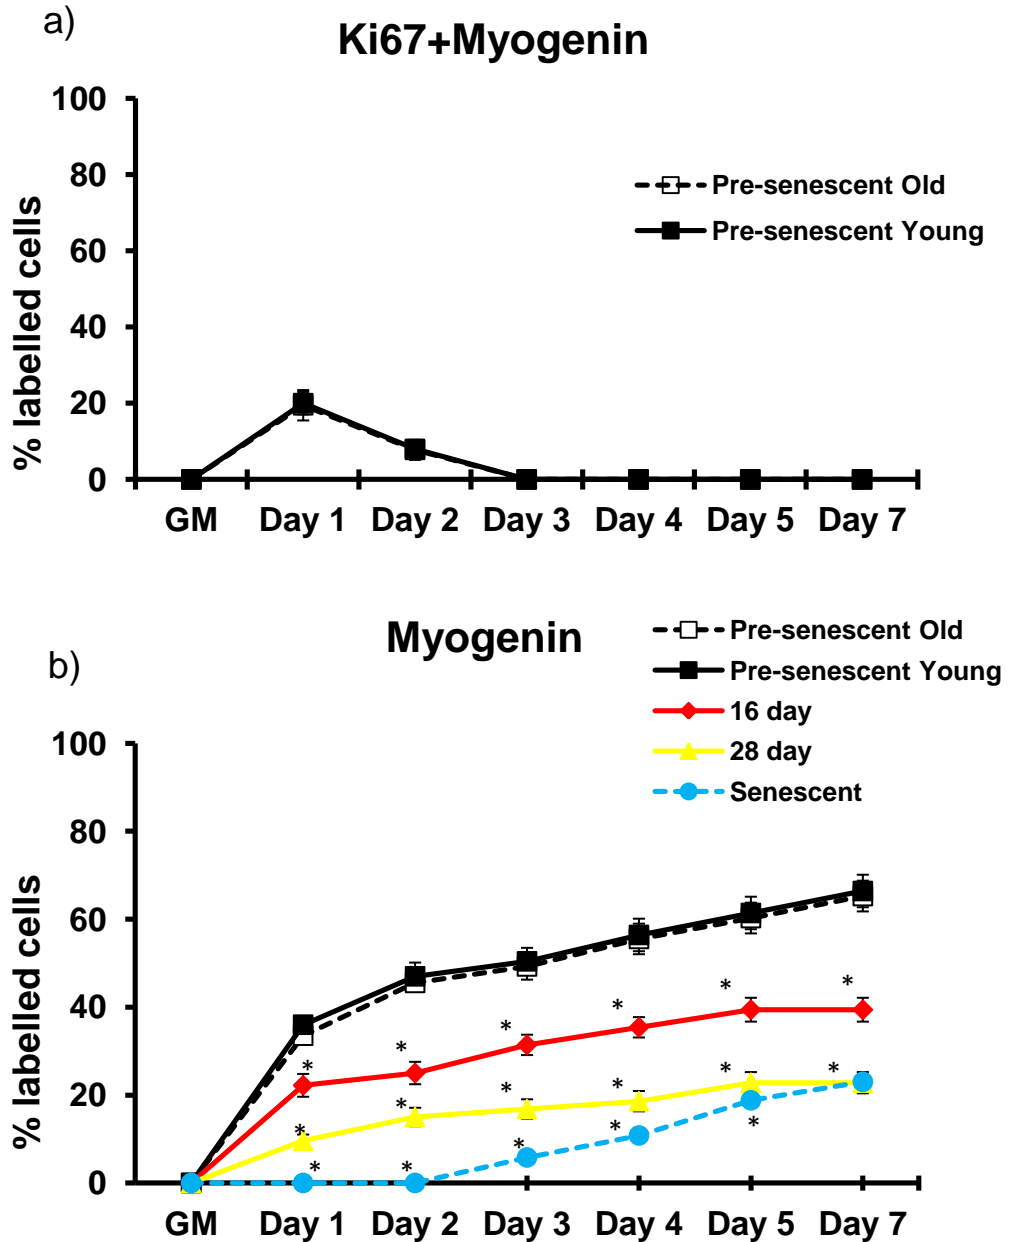 a)
Ki67+Myogenin
% labelled cells
100
80
60
40
20
0
Pre-senescent Old
Pre-senescent Young
GM Day 1 Day 2 Day 3 Day 4 Day 5 Day 7
b)
Myogenin
Pre-senescent Old
Pre-senescent Young
16 day
28 day
Senescent
% labelled cells
100
80
60
40
20
0
* * * * * *
* * * * * *
* * * * *
GM Day 1 Day 2 Day 3 Day 4 Day 5 Day 7